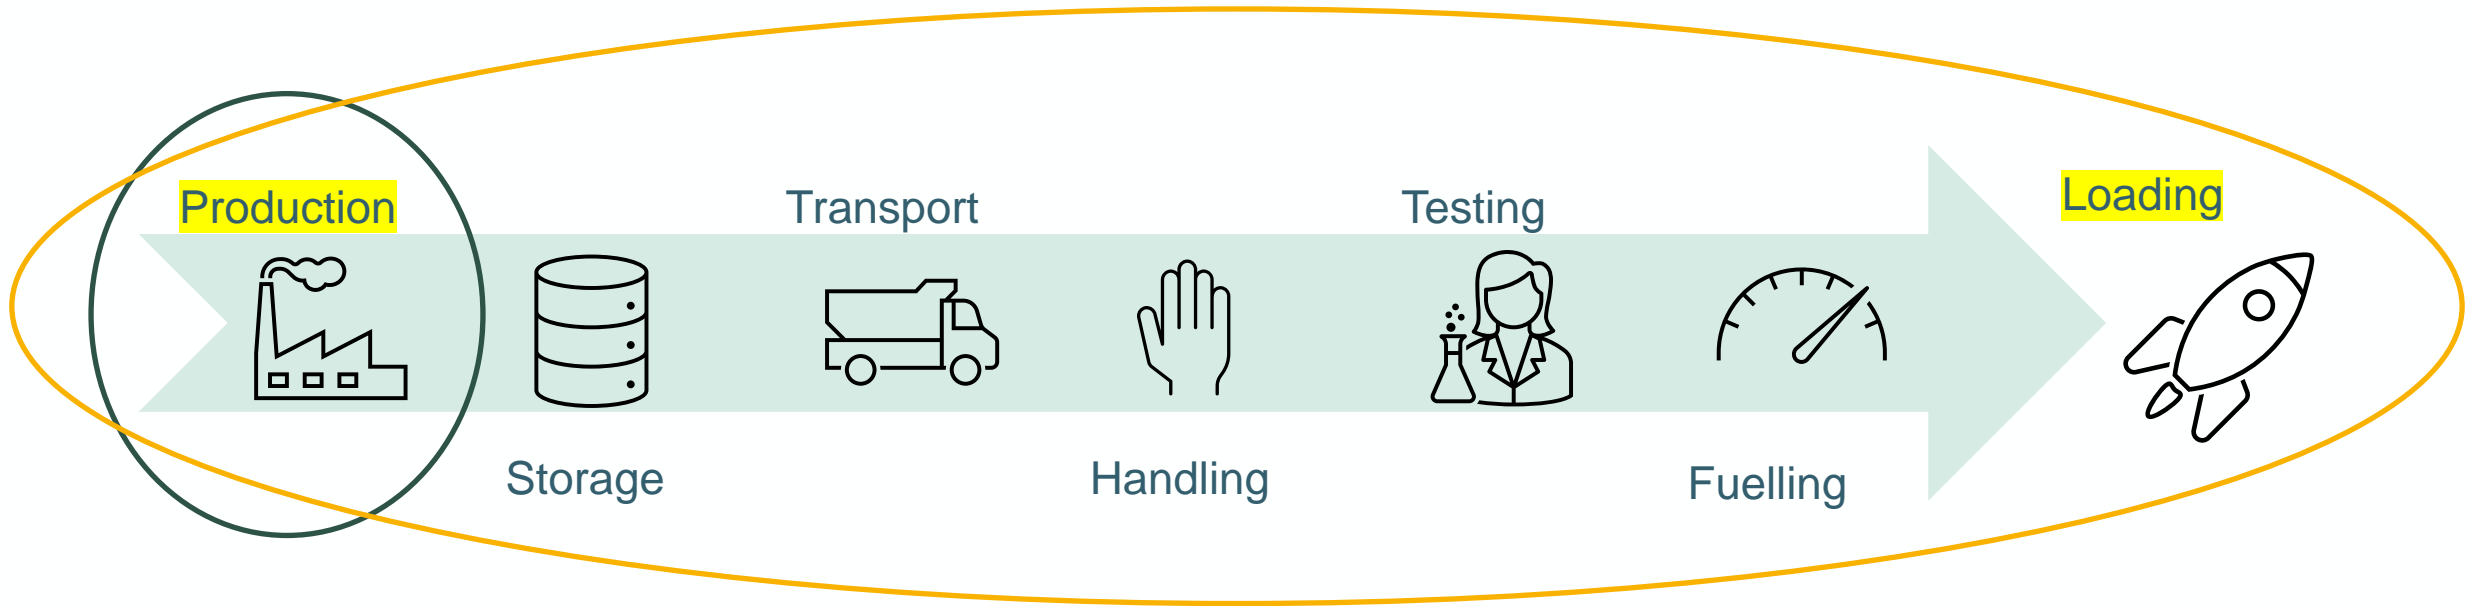 Production
Storage
Transport
Handling
Testing
Fuelling
Loading